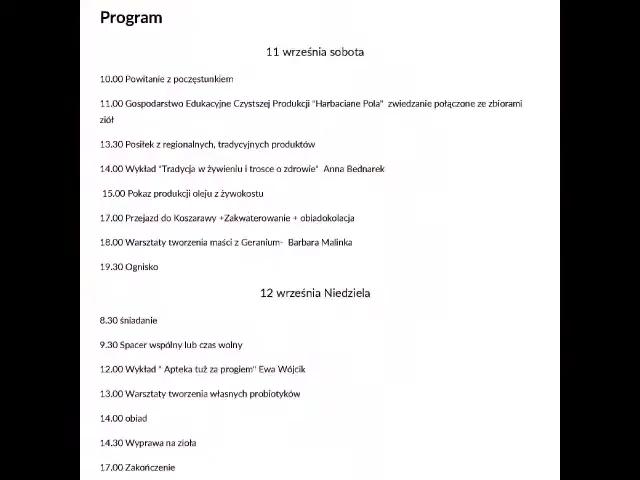 Program
11 września sobota
10.00 Powitanie z poczęstunkiem
11.00 Gospodarstwo Edukacyjne Czystszej Produkcji "Harbaciane Pola" zwiedzanie połączone ze zbiorami
ziół
13.30 Posiłek z regionalnych, tradycyjnych produktów
14.00 Wykład "Tradycja w żywieniu i trosce o zdrowie" Anna Bednarek
15.00 Pokaz produkcji oleju z żywokostu
17.00 Przejazd do Koszarawy +Zakwaterowanie + obiadokolacja
18.00 Warsztaty tworzenia maści z Geranium- Barbara Malinka
19.30 Ognisko
12 września Niedziela
8.30 śniadanie
9.30 Spacer wspólny lub czas wolny
12.00 Wykład " Apteka tuż za progiem" Ewa Wójcik
13.00 Warsztaty tworzenia własnych probiotyków
14.00 obiad
14.30 Wyprawa na zioła
17.00 Zakończenie